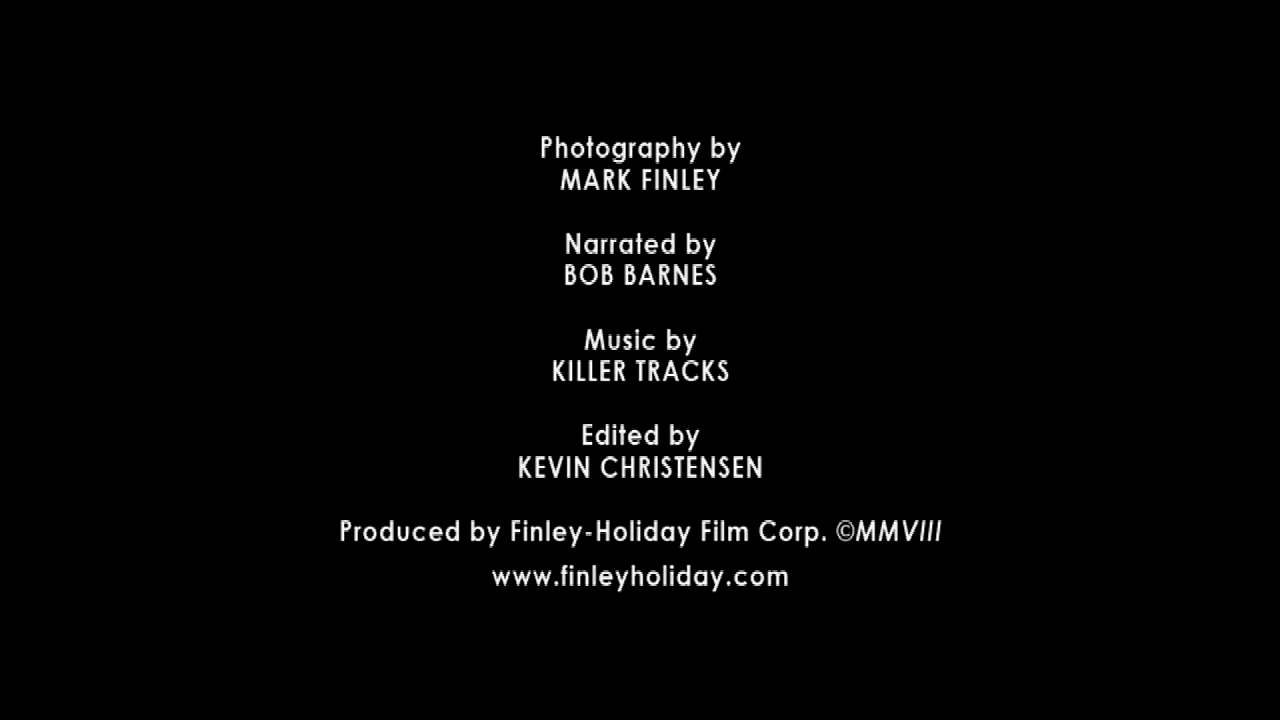 Photography by
MARK FINLEY
Narrated by
BOB BARNES
Music by
KILLER TRACKS
Edited by
KEVIN CHRISTENSEN
Produced by Finley-Holiday Film Corp. ©MMVIII
www.finleyholiday.com